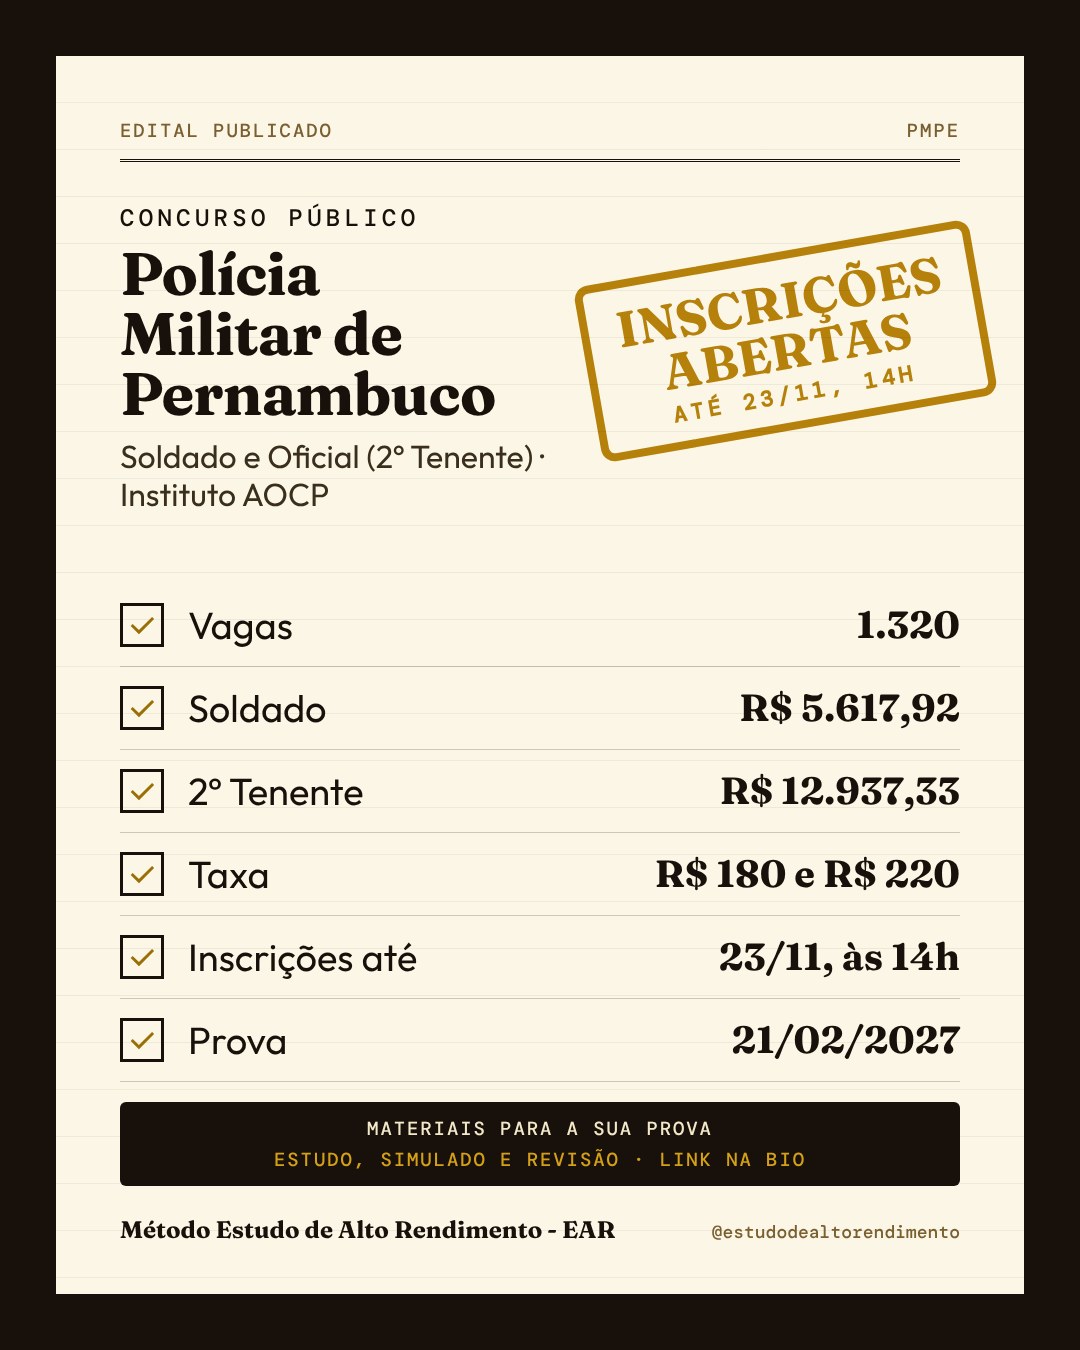 EDITAL PUBLICADO PMPE
CONCURSO PÚBLICO
Polícia
Militar de
Pernambuco
Soldado e Oficial (2º Tenente) ·
Instituto AOCP
INSCRIÇÕES
ABERTAS
ATÉ 23/11, 14H
Vagas 1.320
Soldado R$ 5.617,92
2º Tenente R$ 12.937,33
Taxa R$ 180 e R$ 220
Inscrições até 23/11, às 14h
Prova 21/02/2027
MATERIAIS PARA A SUA PROVA
ESTUDO, SIMULADO E REVISÃO · LINK NA BIO
Método Estudo de Alto Rendimento - EAR @estudodealtorendimento